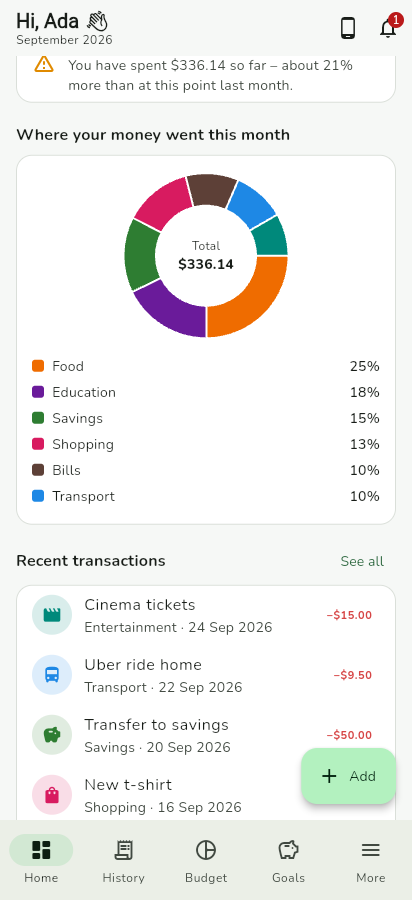 Hi, Ada 👋
September 2026
1
You have spent $336.14 so far – about 21%
more than at this point last month.
Where your money went this month
Total
$336.14
Food 25%
Education 18%
Savings 15%
Shopping 13%
Bills 10%
Transport 10%
Recent transactions
See all
Cinema tickets
Entertainment · 24 Sep 2026
−$15.00
Uber ride home
Transport · 22 Sep 2026
−$9.50
Transfer to savings
Savings · 20 Sep 2026
−$50.00
New t-shirt
Shopping · 16 Sep 2026
Add
Home
History
Budget
Goals
More